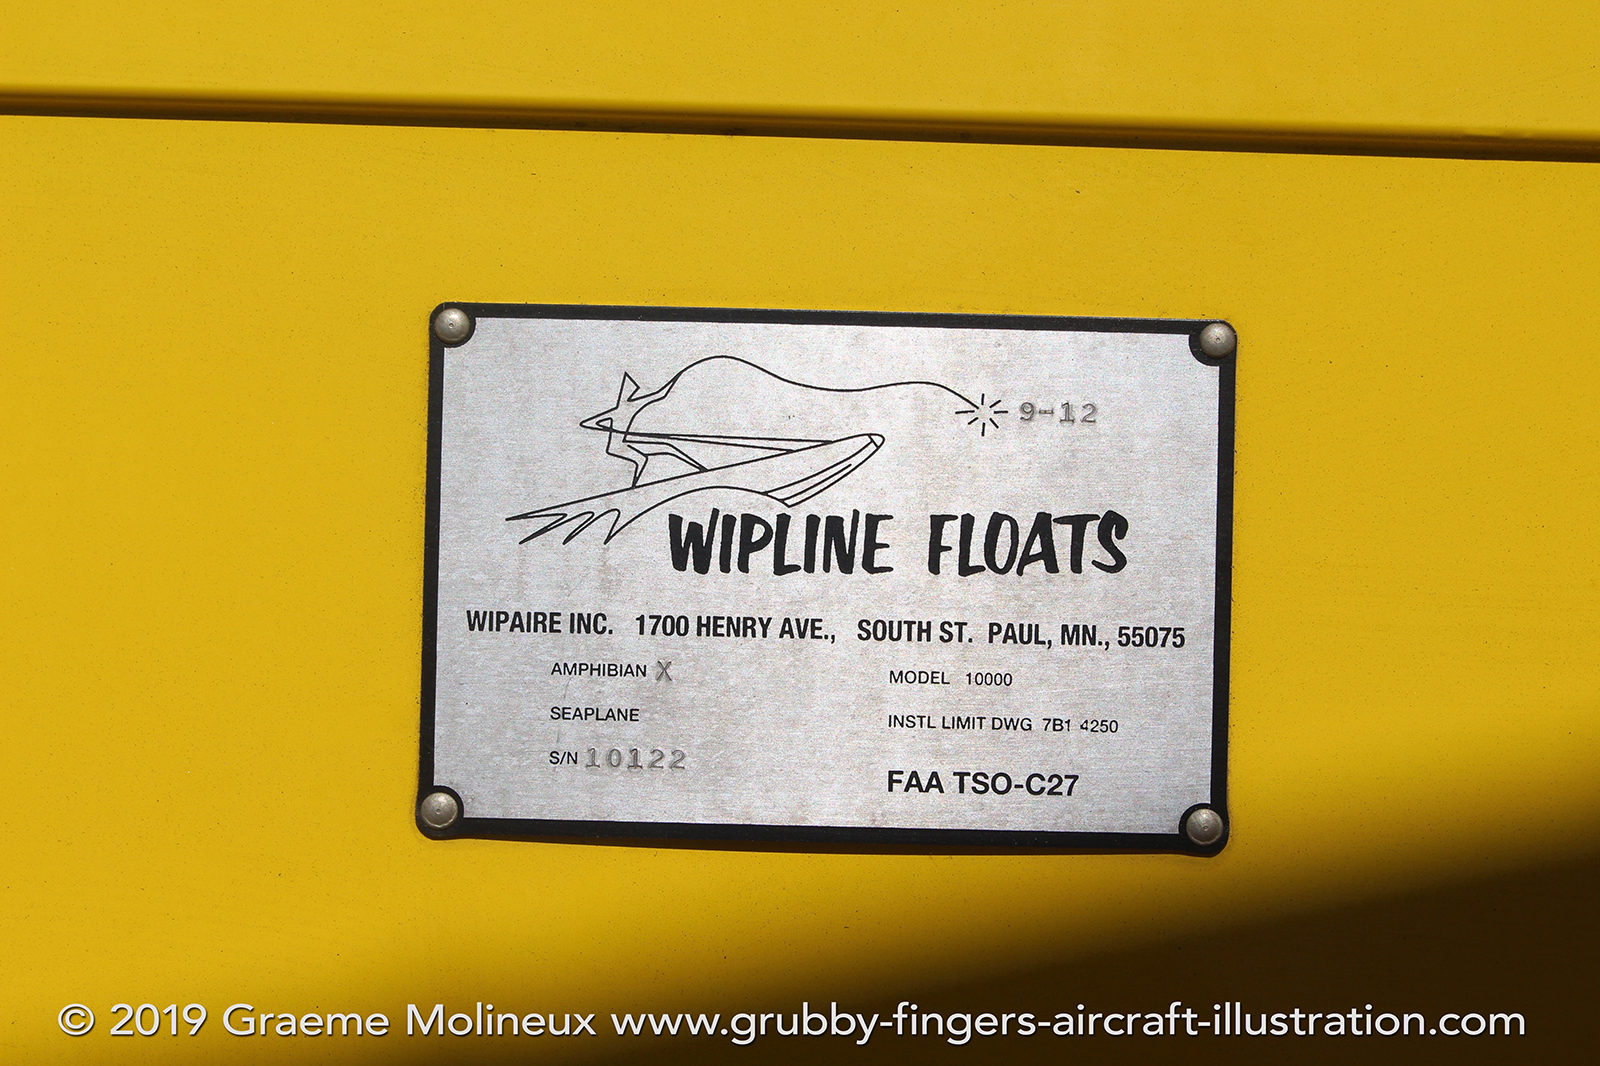 9-12
WIPLINE FLOATS
WIPAIRE INC. 1700 HENRY AVE., SOUTH ST. PAUL, MN., 55075
AMPHIBIAN X
MODEL 10000
SEAPLANE
INSTL LIMIT DWG 7B1 4250
S/N 10122
FAA TSO-C27
© 2019 Graeme Molineux www.grubby-fingers-aircraft-illustration.com